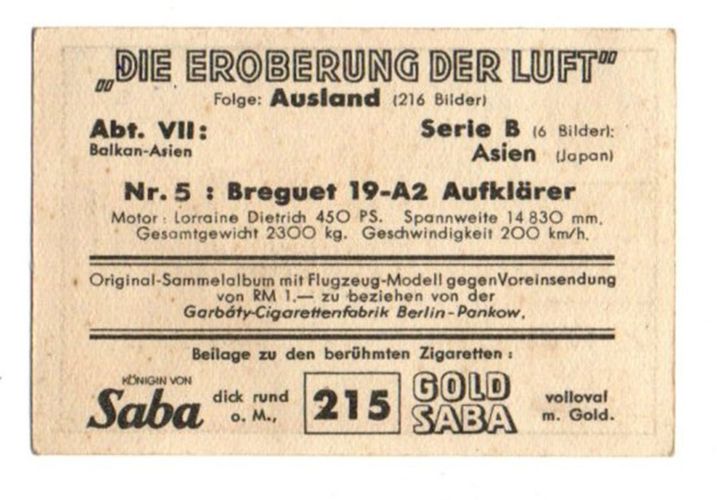 „DIE EROBERUNG DER LUFT"
Folge: Ausland (216 Bilder)
Abt. VII: Serie B (6 Bilder):
Balkan-Asien Asien (Japan)
Nr. 5 : Breguet 19-A2 Aufklärer
Motor: Lorraine Dietrich 450 PS. Spannweite 14 830 mm.
Gesamtgewicht 2300 kg. Geschwindigkeit 200 km/h.
Original-Sammelalbum mit Flugzeug-Modell gegen Voreinsendung
von RM 1.— zu beziehen von der
Garbáty-Cigarettenfabrik Berlin-Pankow.
Beilage zu den berühmten Zigaretten:
KÖNIGIN VON
Saba dick rund o. M., 215 GOLD SABA volloval m. Gold.